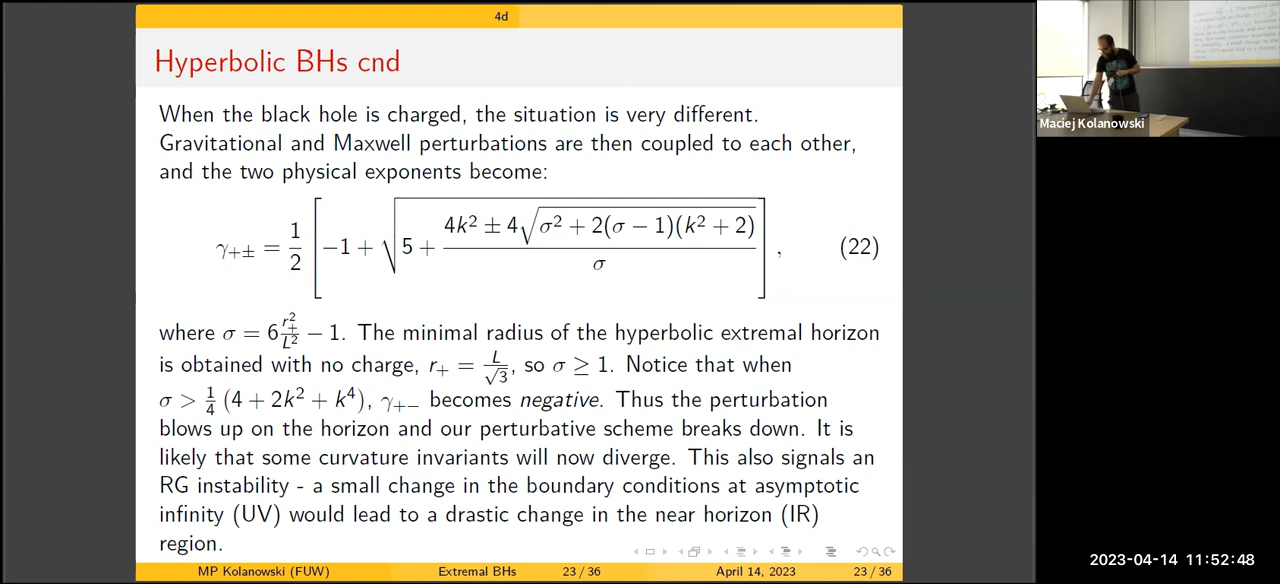 4d
Hyperbolic BHs cnd
When the black hole is charged, the situation is very different.
Gravitational and Maxwell perturbations are then coupled to each other,
and the two physical exponents become:
γ₊± = 1/2 [ −1 + √( 5 + (4k² ± 4√(σ² + 2(σ − 1)(k² + 2))) / σ ) ] , (22)
where σ = 6 r₊²/L² − 1. The minimal radius of the hyperbolic extremal horizon
is obtained with no charge, r₊ = L/√3, so σ ≥ 1. Notice that when
σ > 1/4 (4 + 2k² + k⁴), γ₊₋ becomes negative. Thus the perturbation
blows up on the horizon and our perturbative scheme breaks down. It is
likely that some curvature invariants will now diverge. This also signals an
RG instability - a small change in the boundary conditions at asymptotic
infinity (UV) would lead to a drastic change in the near horizon (IR)
region.
MP Kolanowski (FUW) Extremal BHs 23 / 36 April 14, 2023 23 / 36
Maciej Kolanowski
2023-04-14 11:52:48